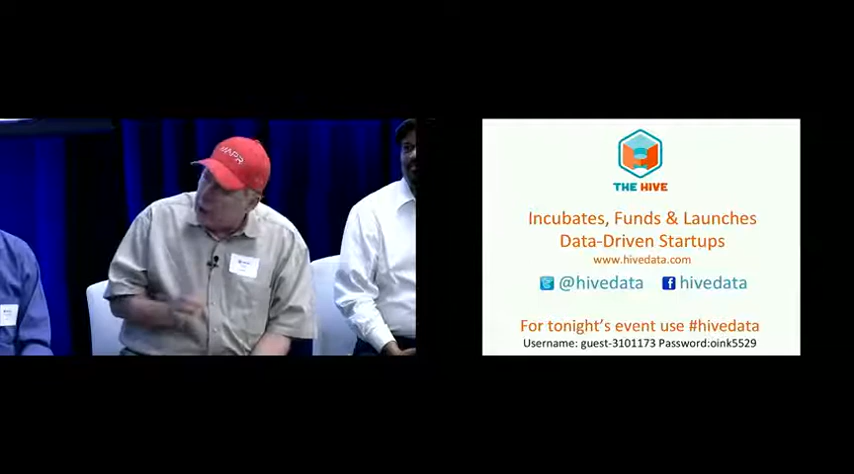 MAPR
THE HIVE
Incubates, Funds & Launches
Data-Driven Startups
www.hivedata.com
@hivedata hivedata
For tonight's event use #hivedata
Username: guest-3101173 Password:oink5529